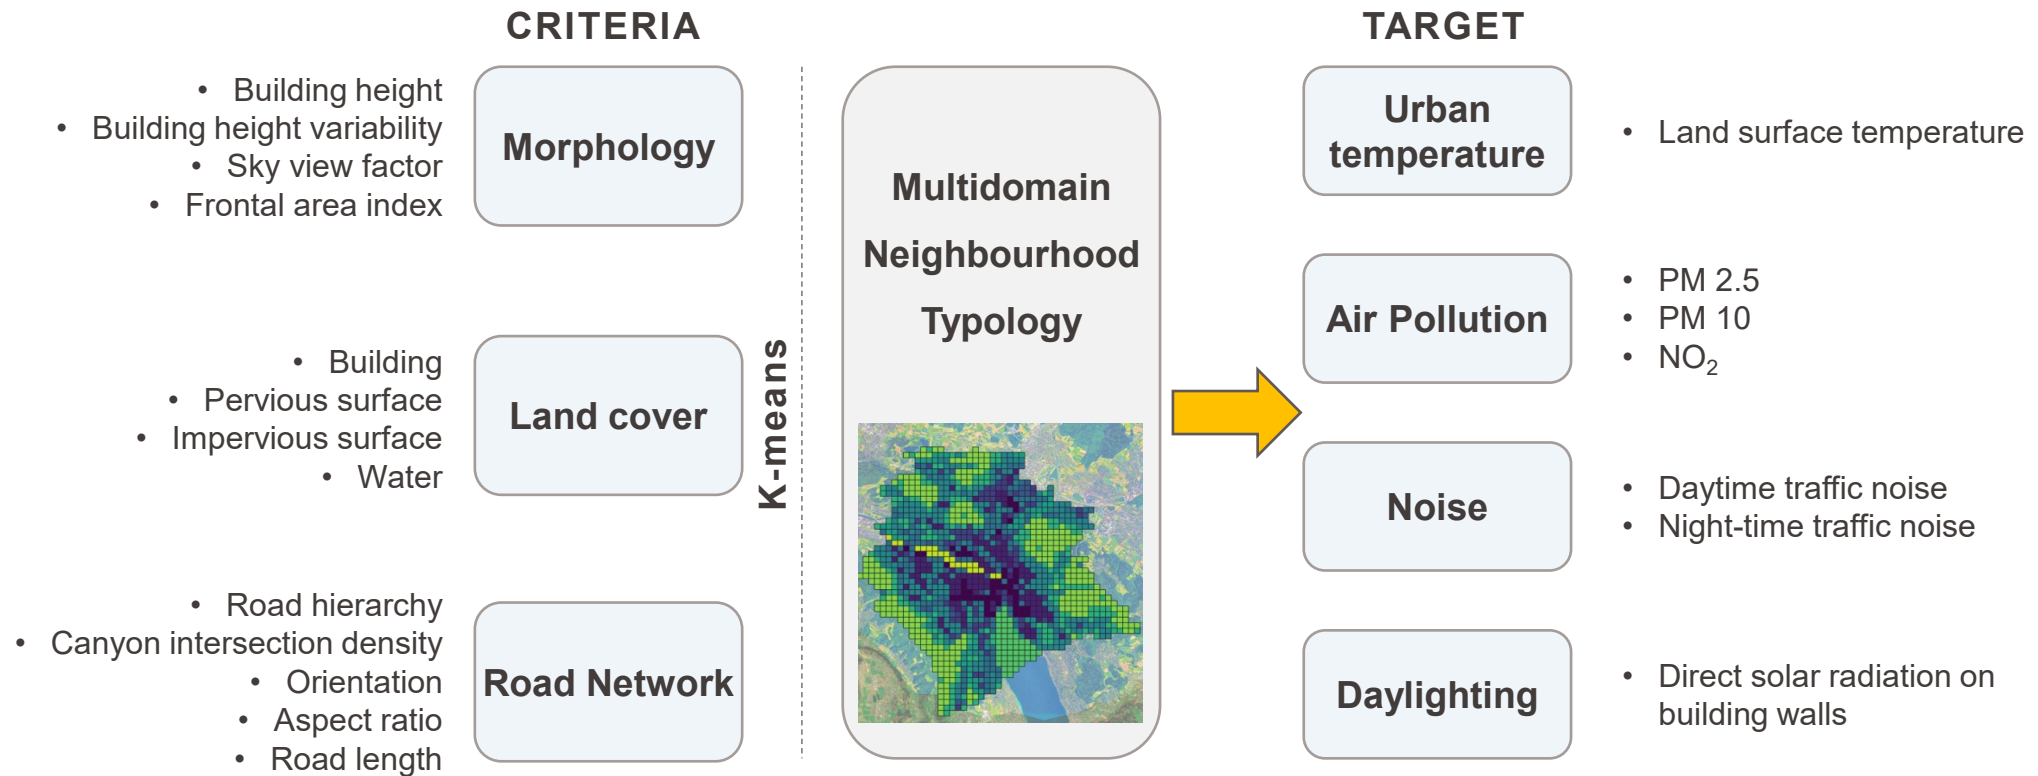 CRITERIA
• Building height
• Building height variability
• Sky view factor
• Frontal area index
Morphology
• Building
• Pervious surface
• Impervious surface
• Water
Land cover
• Road hierarchy
• Canyon intersection density
• Orientation
• Aspect ratio
• Road length
Road Network
K-means
Multidomain
Neighbourhood
Typology
TARGET
Urban
temperature
• Land surface temperature
Air Pollution
• PM 2.5
• PM 10
• NO₂
Noise
• Daytime traffic noise
• Night-time traffic noise
Daylighting
• Direct solar radiation on
building walls